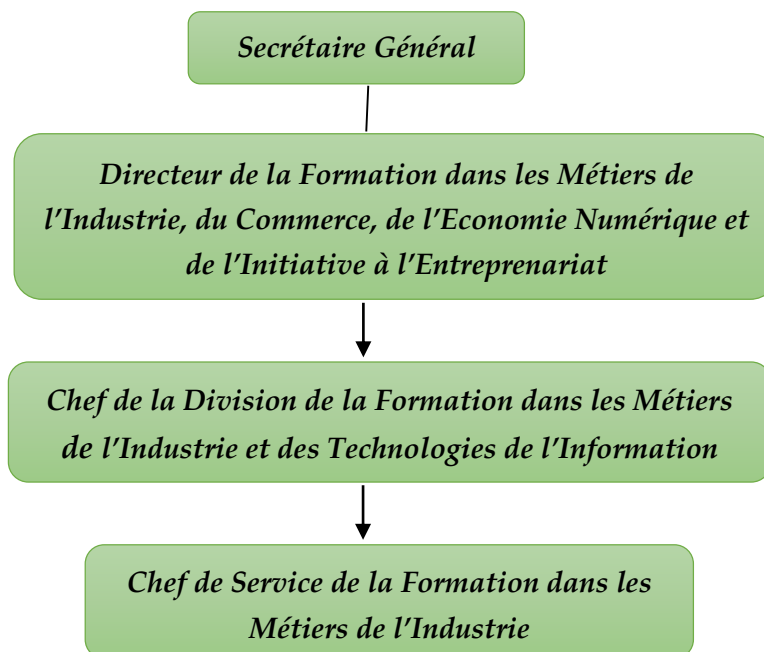 Secrétaire Général
Directeur de la Formation dans les Métiers de
l’Industrie, du Commerce, de l’Economie Numérique et
de l’Initiative à l’Entreprenariat
Chef de la Division de la Formation dans les Métiers
de l’Industrie et des Technologies de l’Information
Chef de Service de la Formation dans les
Métiers de l’Industrie